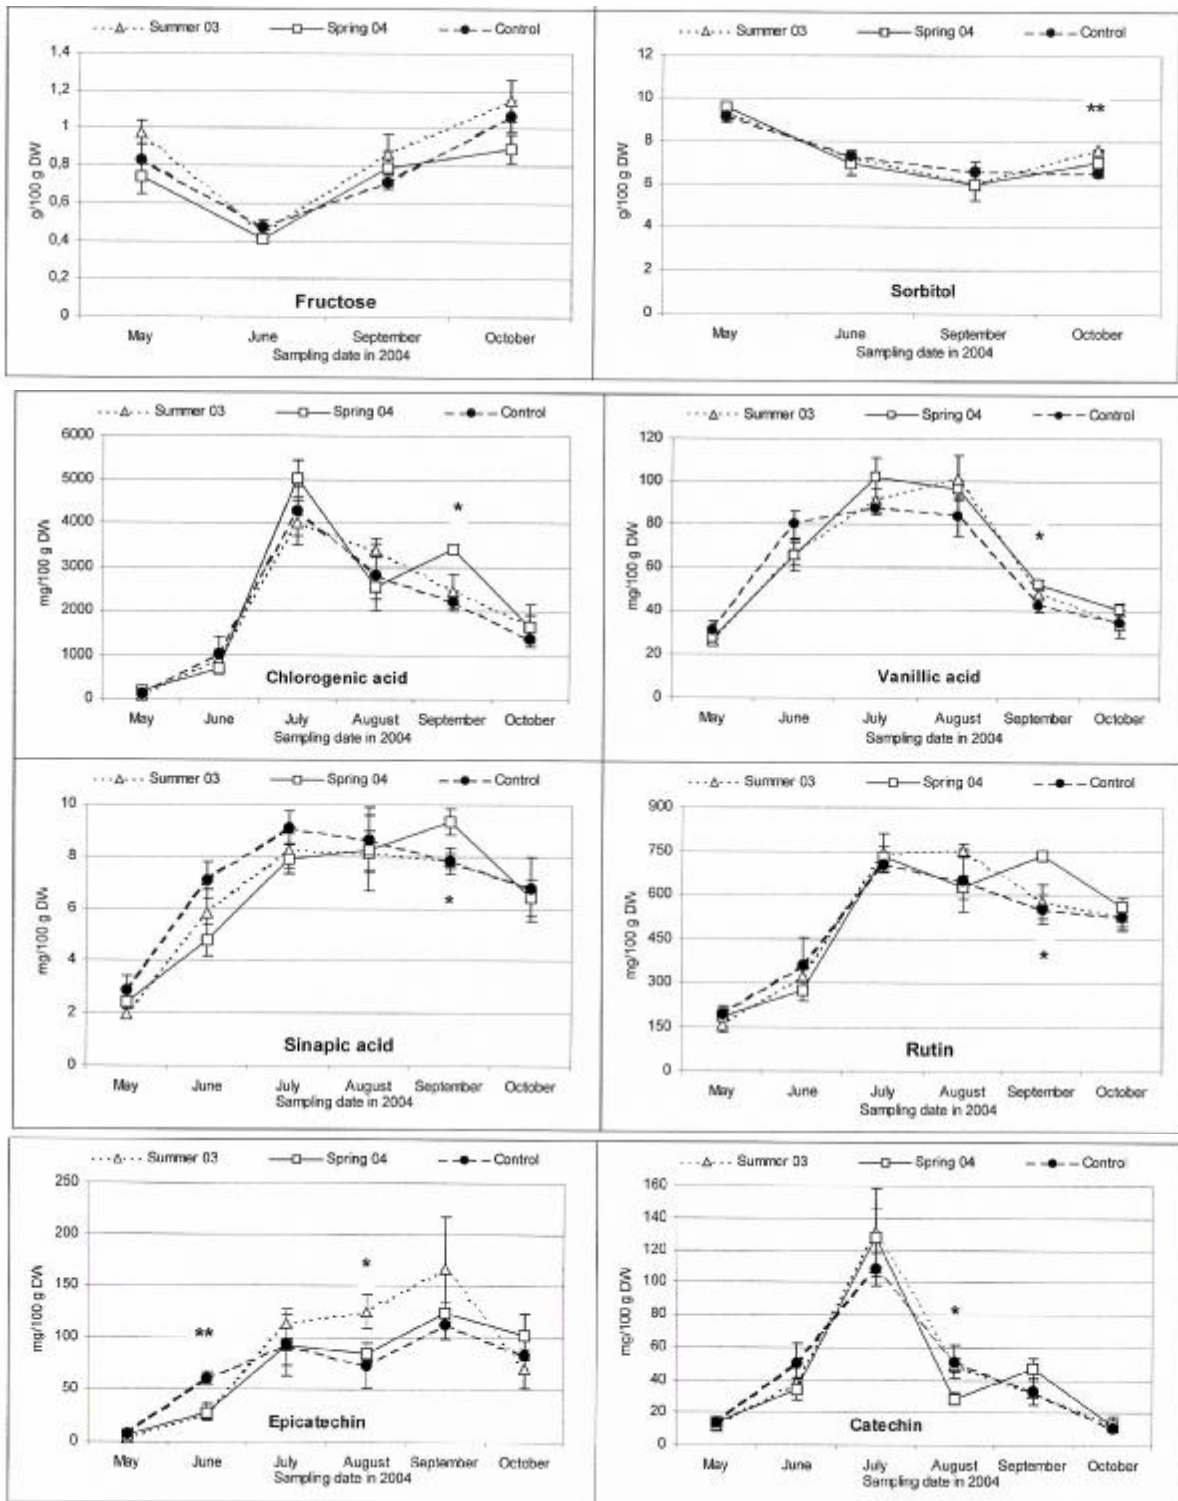 Summer 03 Spring 04 Control
1,4
1,2
1
0,8
0,6
0,4
0,2
0
g/100 g DW
Fructose
May June September October
Sampling date in 2004
Summer 03 Spring 04 Control
12
10
8
6
4
2
0
g/100 g DW
**
Sorbitol
May June September October
Sampling date in 2004
Summer 03 Spring 04 Control
6000
5000
4000
3000
2000
1000
0
mg/100 g DW
*
Chlorogenic acid
May June July August September October
Sampling date in 2004
Summer 03 Spring 04 Control
120
100
80
60
40
20
0
mg/100 g DW
*
Vanillic acid
May June July August September October
Sampling date in 2004
Summer 03 Spring 04 Control
10
8
6
4
2
0
mg/100 g DW
*
Sinapic acid
May June July August September October
Sampling date in 2004
Summer 03 Spring 04 Control
900
750
600
450
300
150
0
mg/100 g DW
*
Rutin
May June July August September October
Sampling date in 2004
Summer 03 Spring 04 Control
250
200
150
100
50
0
mg/100 g DW
**
*
Epicatechin
May June July August September October
Sampling date in 2004
Summer 03 Spring 04 Control
160
140
120
100
80
60
40
20
0
mg/100 g DW
*
Catechin
May June July August September October
Sampling date in 2004